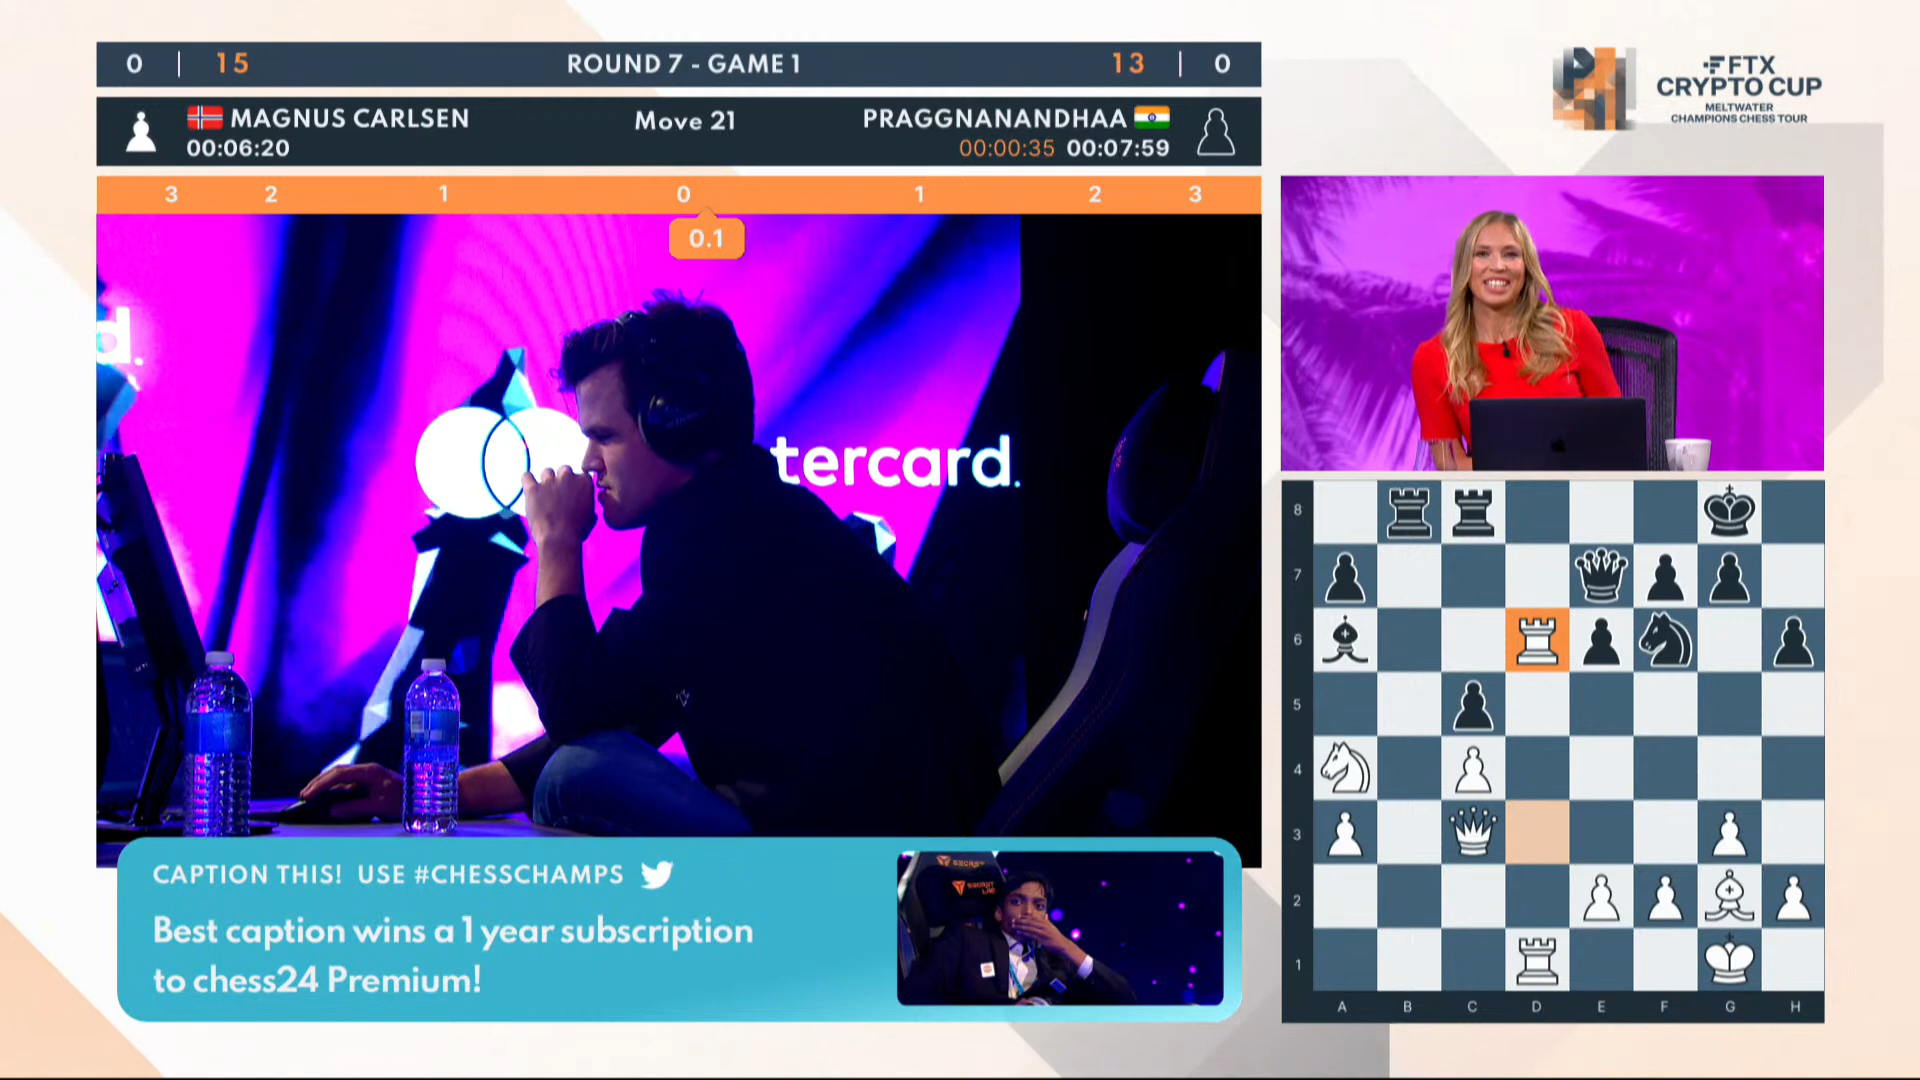 0 | 15 ROUND 7 - GAME 1 13 | 0
MAGNUS CARLSEN Move 21 PRAGGNANANDHAA
00:06:20 00:00:35 00:07:59
3 2 1 0 1 2 3
0.1
FTX
CRYPTO CUP
MELTWATER
CHAMPIONS CHESS TOUR
d.
tercard.
CAPTION THIS! USE #CHESSCHAMPS
Best caption wins a 1 year subscription
to chess24 Premium!
SECRET
SECRET
LAB
8
7
6
5
4
3
2
1
A B C D E F G H